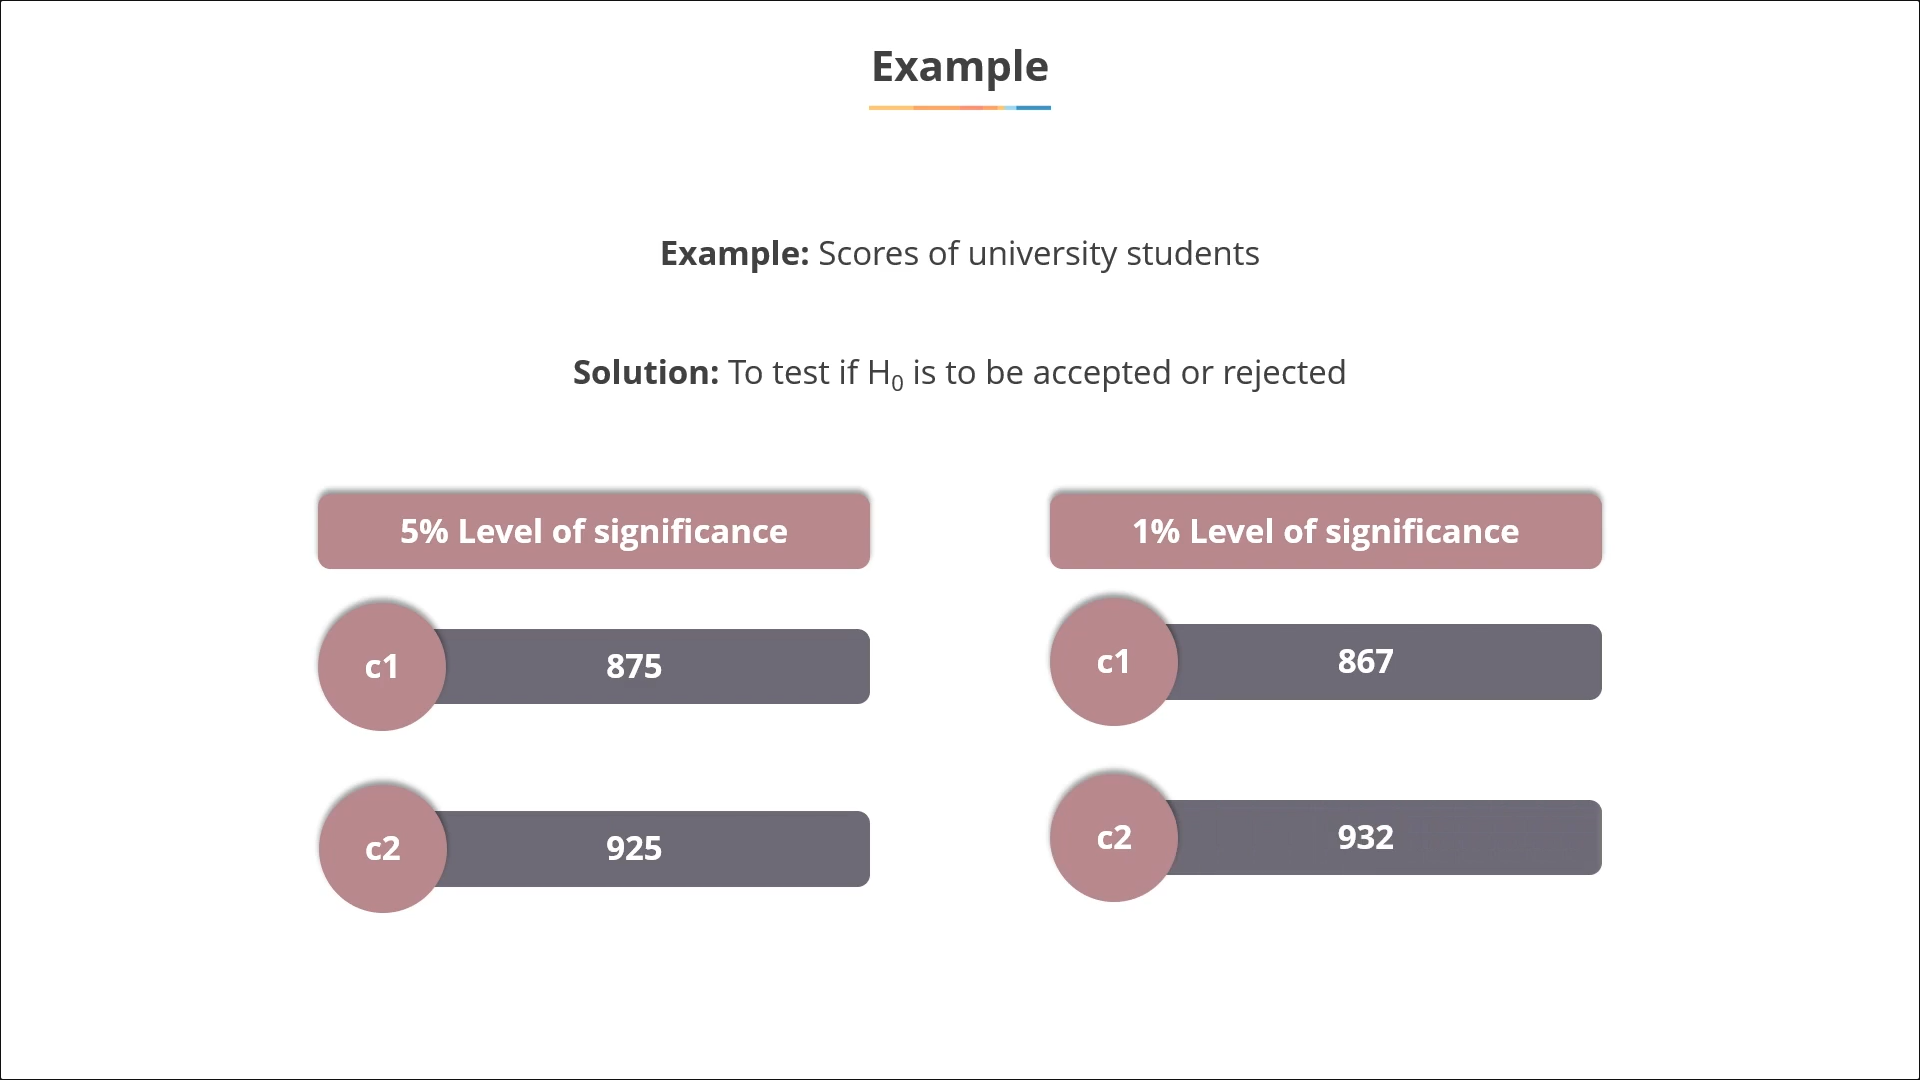 Example
Example: Scores of university students
Solution: To test if H₀ is to be accepted or rejected
5% Level of significance
c1 875
c2 925
1% Level of significance
c1 867
c2 932